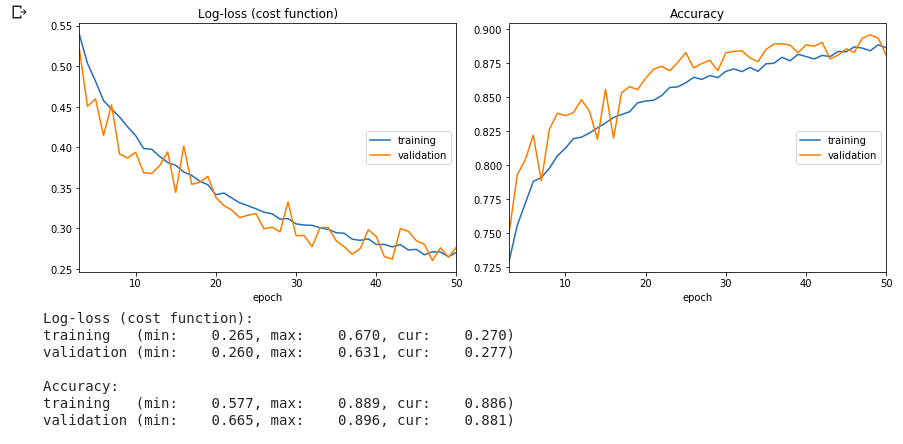 Log-loss (cost function)
0.55
0.50
0.45
0.40
0.35
0.30
0.25
10
20
30
40
50
epoch
training
validation
Accuracy
0.900
0.875
0.850
0.825
0.800
0.775
0.750
0.725
10
20
30
40
50
epoch
training
validation
Log-loss (cost function):
training   (min:    0.265, max:    0.670, cur:    0.270)
validation (min:    0.260, max:    0.631, cur:    0.277)
Accuracy:
training   (min:    0.577, max:    0.889, cur:    0.886)
validation (min:    0.665, max:    0.896, cur:    0.881)